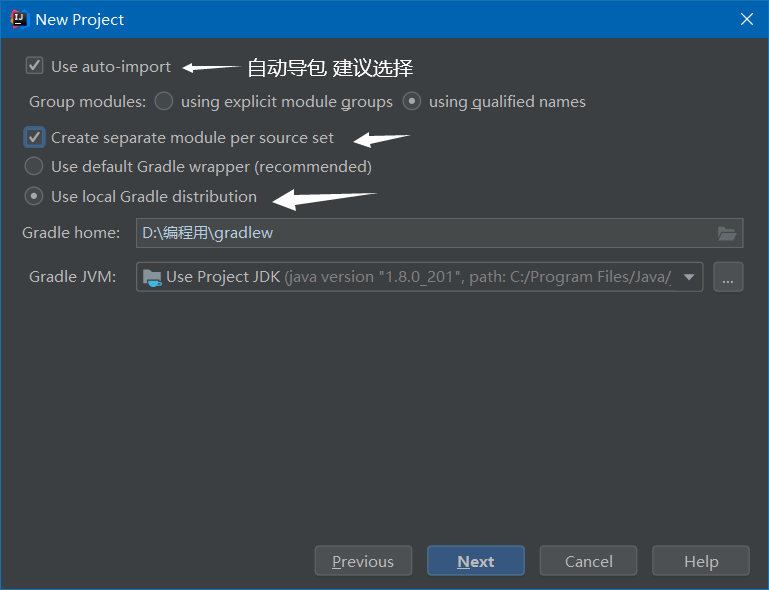 New Project
Use auto-import 自动导包 建议选择
Group modules: using explicit module groups using qualified names
Create separate module per source set
Use default Gradle wrapper (recommended)
Use local Gradle distribution
Gradle home: D:\编程用\gradlew
Gradle JVM: Use Project JDK (java version "1.8.0_201", path: C:/Program Files/Java/ ...
Previous Next Cancel Help